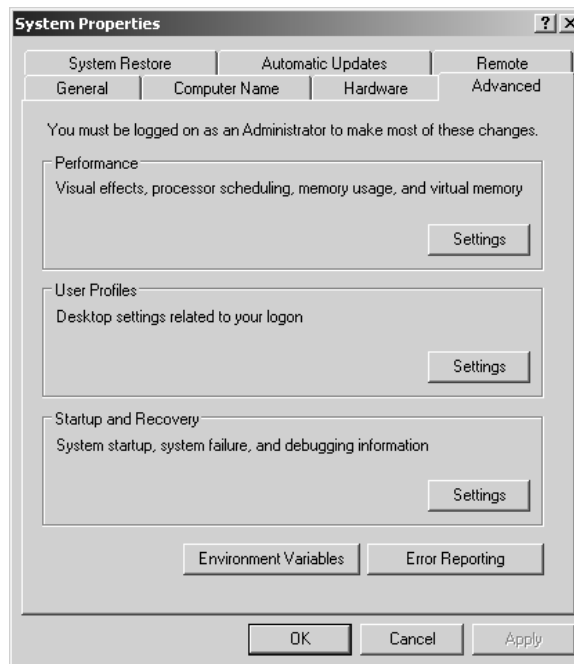 System Properties
System Restore Automatic Updates Remote
General Computer Name Hardware Advanced
You must be logged on as an Administrator to make most of these changes.
Performance
Visual effects, processor scheduling, memory usage, and virtual memory
Settings
User Profiles
Desktop settings related to your logon
Settings
Startup and Recovery
System startup, system failure, and debugging information
Settings
Environment Variables Error Reporting
OK Cancel Apply